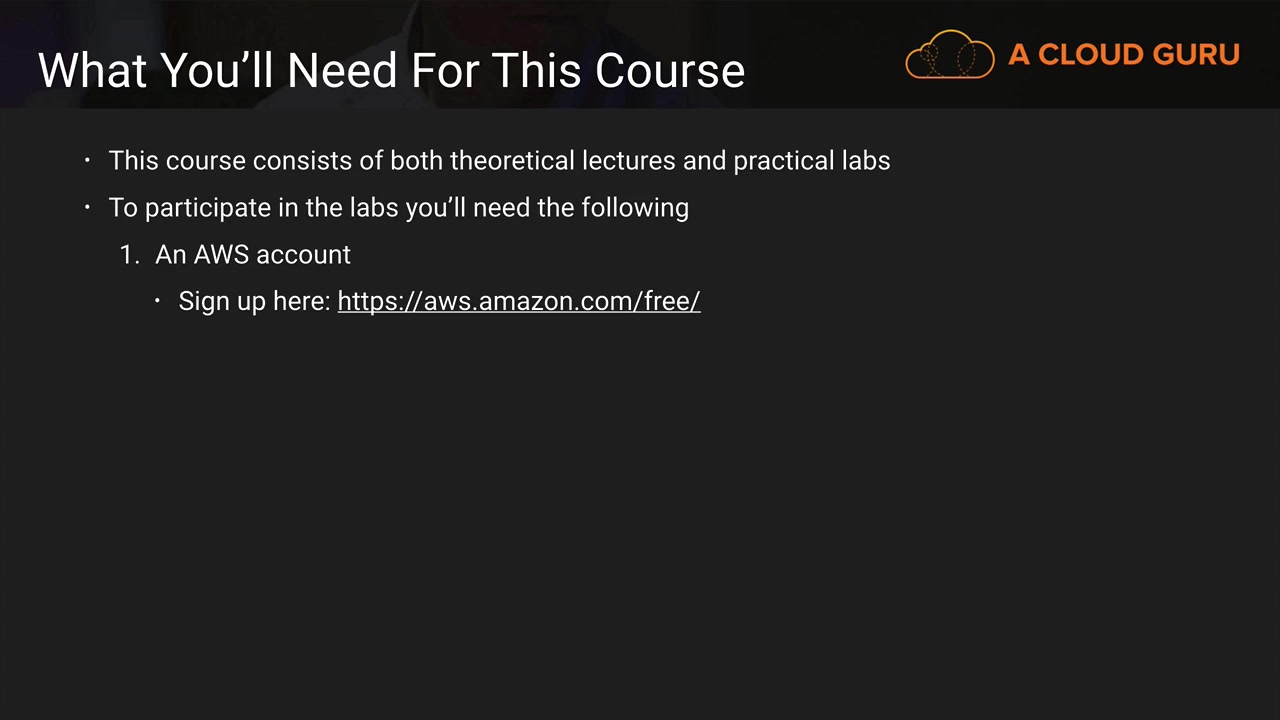 What You’ll Need For This Course
A CLOUD GURU
• This course consists of both theoretical lectures and practical labs
• To participate in the labs you’ll need the following
1. An AWS account
• Sign up here: https://aws.amazon.com/free/